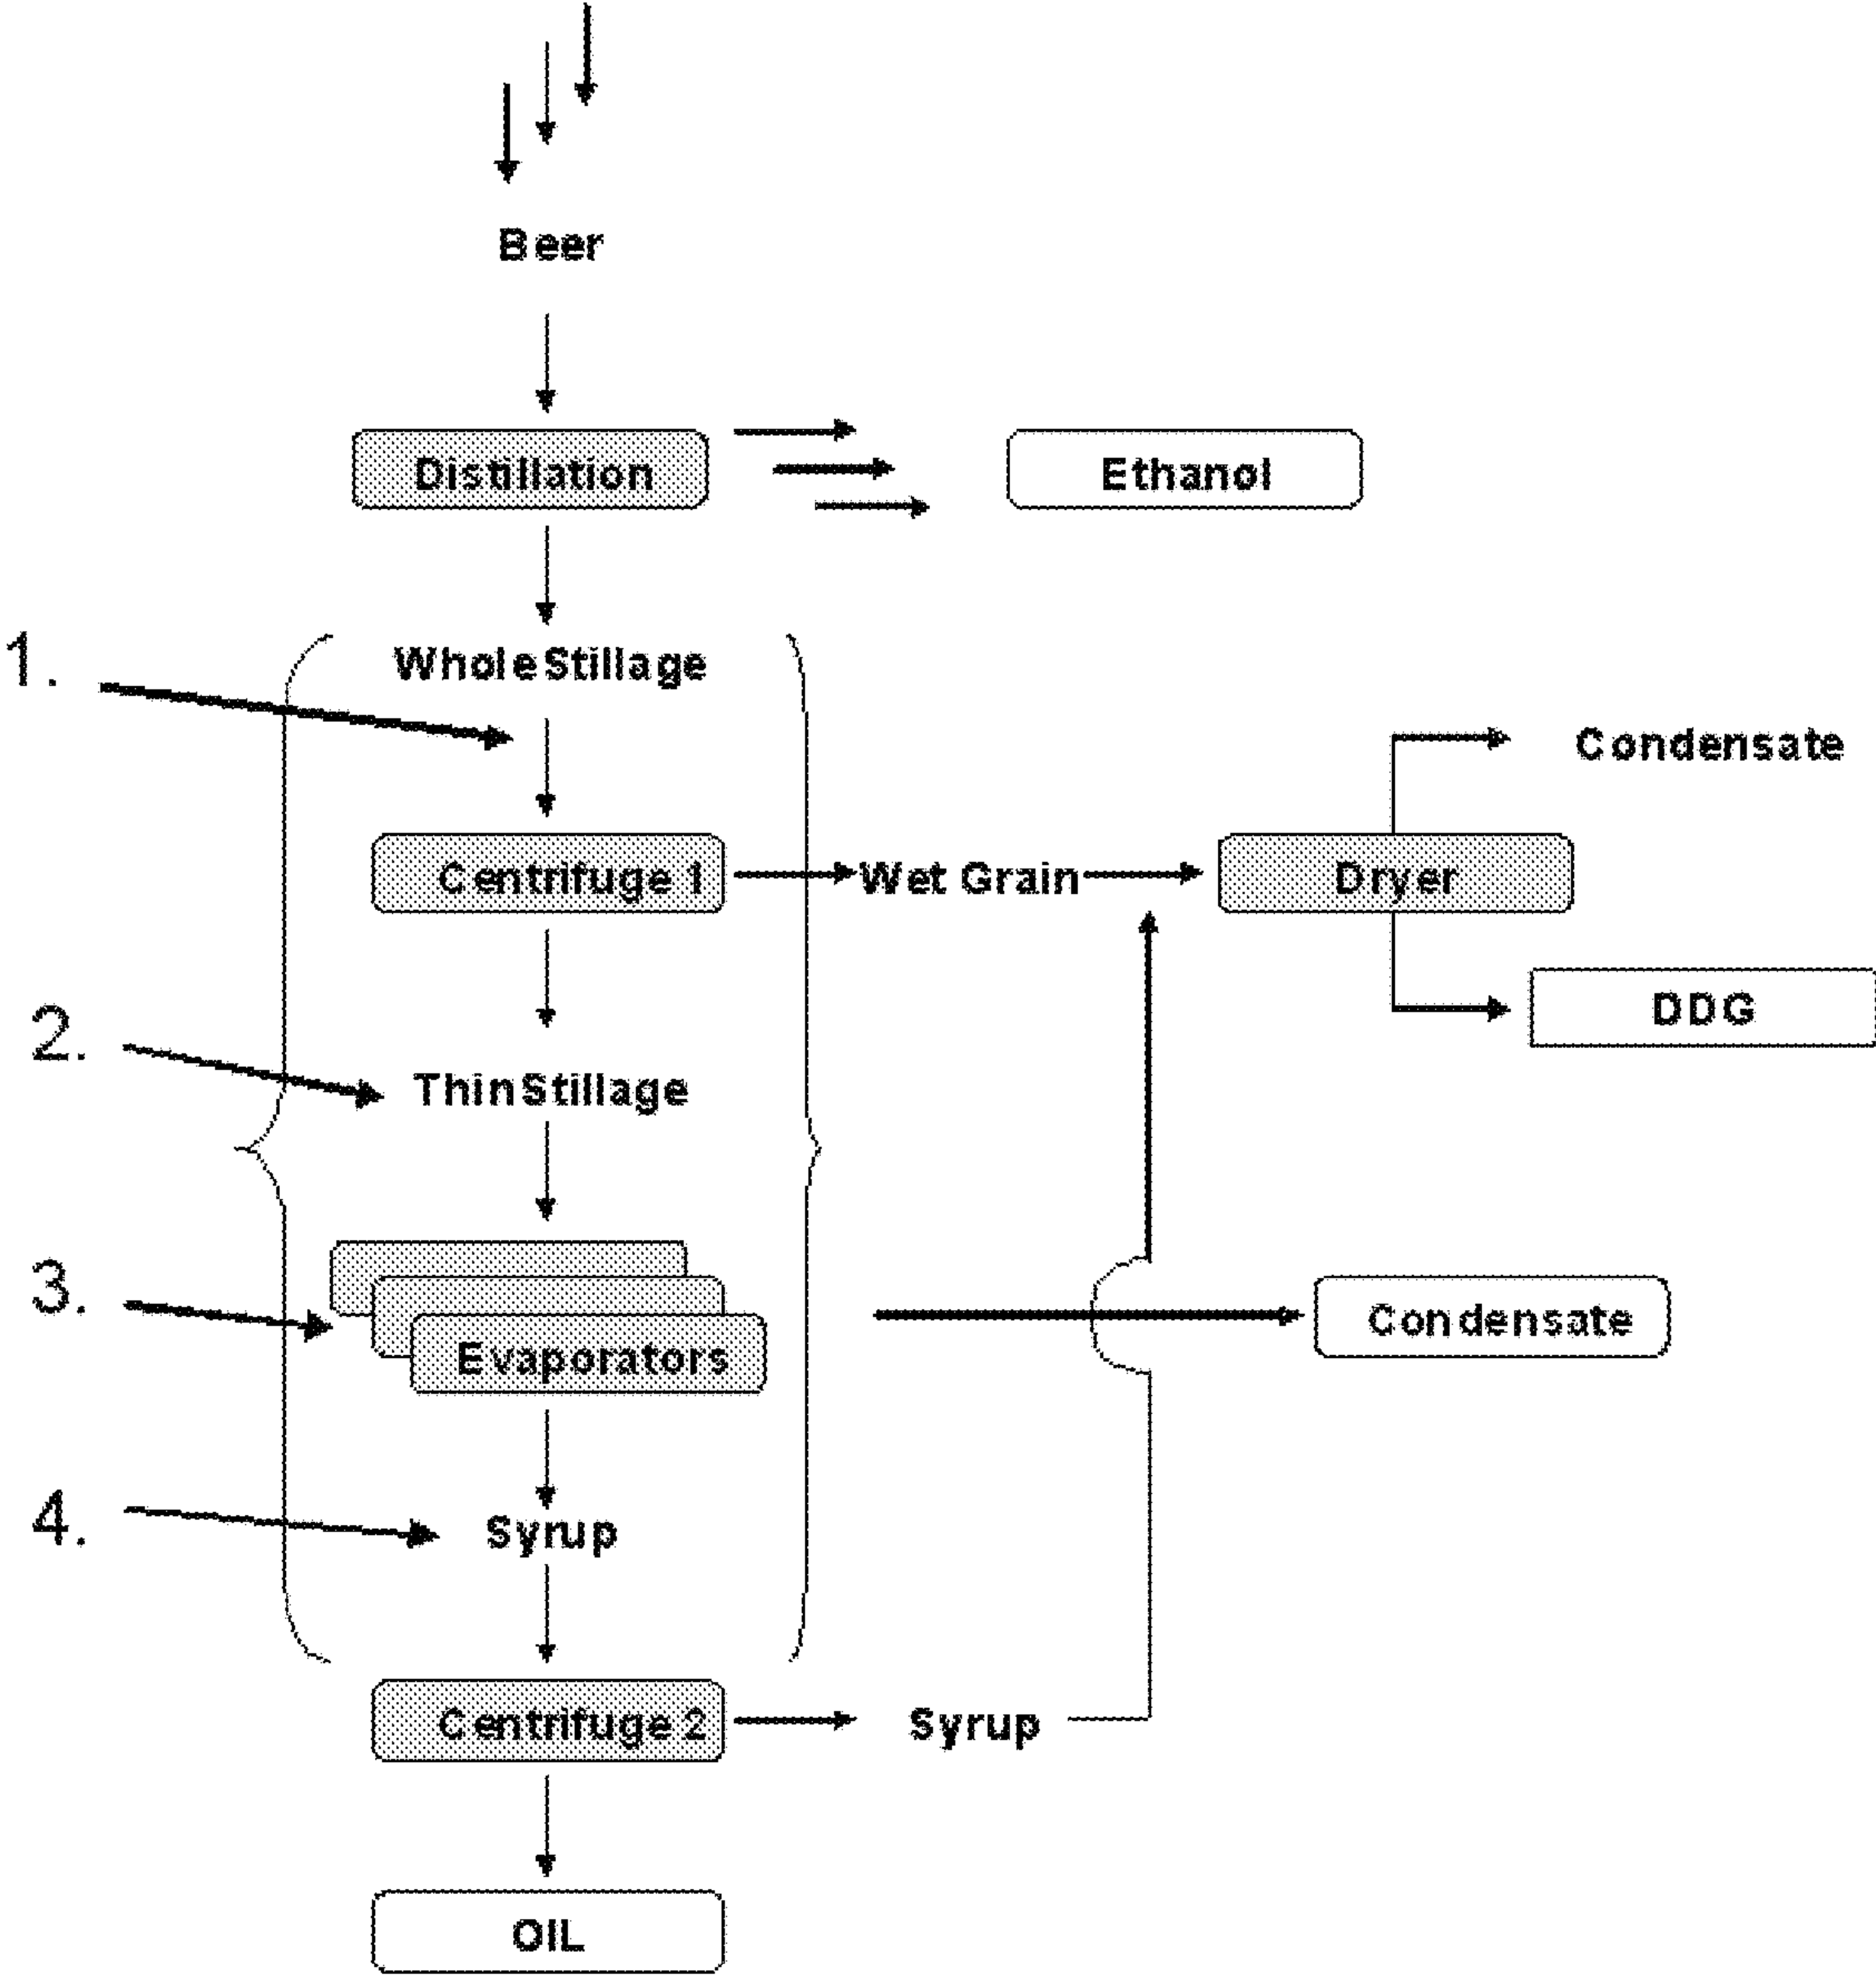 Beer
Distillation
Ethanol
1.
Whole Stillage
Condensate
Centrifuge 1
Wet Grain
Dryer
DDG
2.
Thin Stillage
3.
Evaporators
Condensate
4.
Syrup
Centrifuge 2
Syrup
OIL